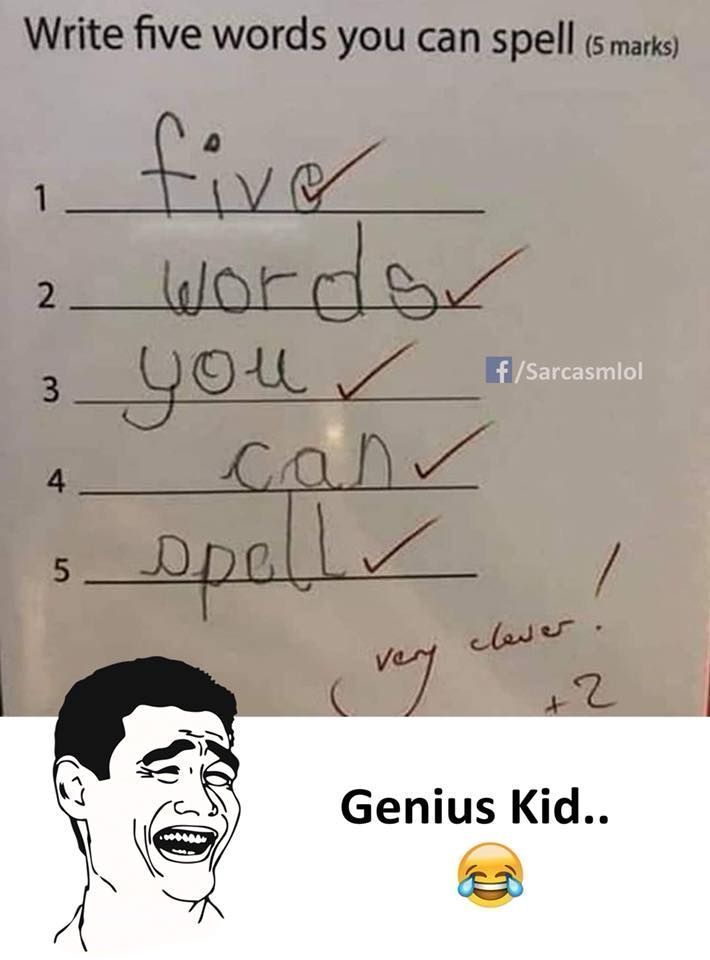 Write five words you can spell (5 marks)
1 five
2 words
3 you
f/Sarcasmlol
4 can
5 spell
very clever!
+2
Genius Kid..